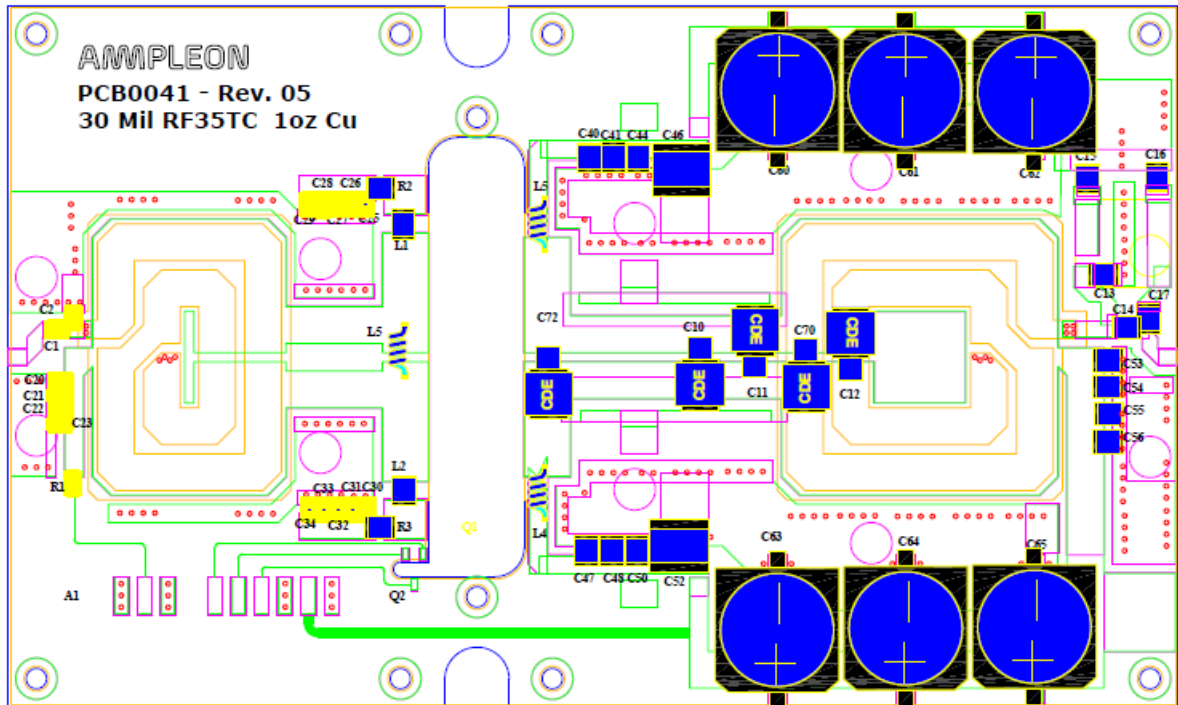 AMPLEON
PCB0041 - Rev. 05
30 Mil RF35TC 1oz Cu
C40 C41 C44 C46
C60 C61 C62
C15 C16
C28 C26 R2
L5
L1
C2
C1
L5
C72
C10
CDE
C70
CDE
C13
C14
C17
CDE
CDE
CDE
C11
C12
C53
C54
C55
C56
C20
C21
C22
C23
R1
L2
C33 C31 C30
C34 C32 R3
Q1
L4
C47 C48 C50 C52
C63 C64 C65
A1
Q2